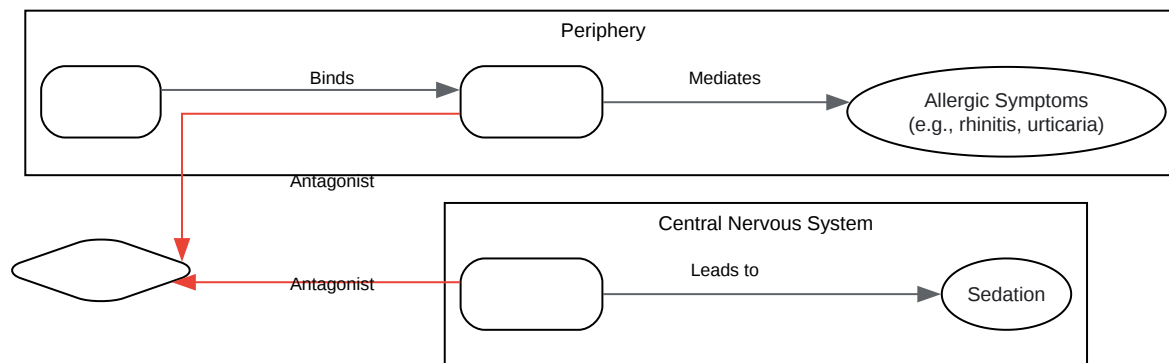 Periphery
Binds
Mediates
Allergic Symptoms
(e.g., rhinitis, urticaria)
Antagonist
Central Nervous System
Leads to
Antagonist
Sedation